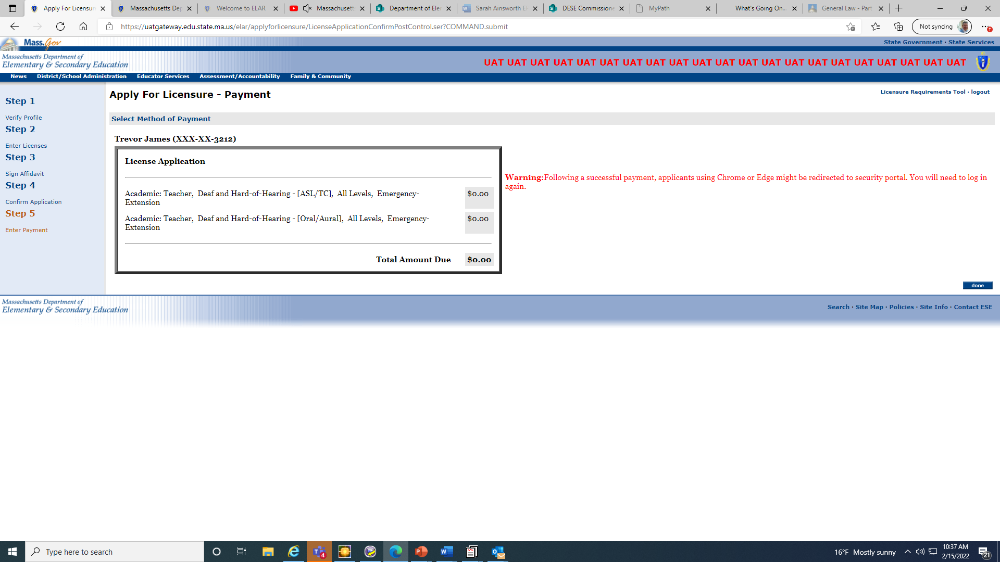 Apply For Licensur
Massachusetts De
Welcome to ELAR
Massachusett
Department of Ele
Sarah Ainsworth E
DESE Commissione
MyPath
What's Going On...
General Law - Part
https://uatgateway.edu.state.ma.us/elar/applyforlicensure/LicenseApplicationConfirmPostControl.ser?COMMAND.submit
Not syncing
Mass.Gov
State Government · State Services
Massachusetts Department of
Elementary & Secondary Education
UAT UAT UAT UAT UAT UAT UAT UAT UAT UAT UAT UAT UAT UAT UAT UAT UAT UAT UAT UAT UAT
News District/School Administration Educator Services Assessment/Accountability Family & Community
Step 1
Verify Profile
Step 2
Enter Licenses
Step 3
Sign Affidavit
Step 4
Confirm Application
Step 5
Enter Payment
Apply For Licensure - Payment
Licensure Requirements Tool · logout
Select Method of Payment
Trevor James (XXX-XX-3212)
License Application
Academic: Teacher, Deaf and Hard-of-Hearing - [ASL/TC], All Levels, Emergency-
Extension
$0.00
Academic: Teacher, Deaf and Hard-of-Hearing - [Oral/Aural], All Levels, Emergency-
Extension
$0.00
Total Amount Due $0.00
Warning:Following a successful payment, applicants using Chrome or Edge might be redirected to security portal. You will need to log in
again.
done
Massachusetts Department of
Elementary & Secondary Education
Search · Site Map · Policies · Site Info · Contact ESE
Type here to search
4
16°F Mostly sunny
10:37 AM
2/15/2022
21